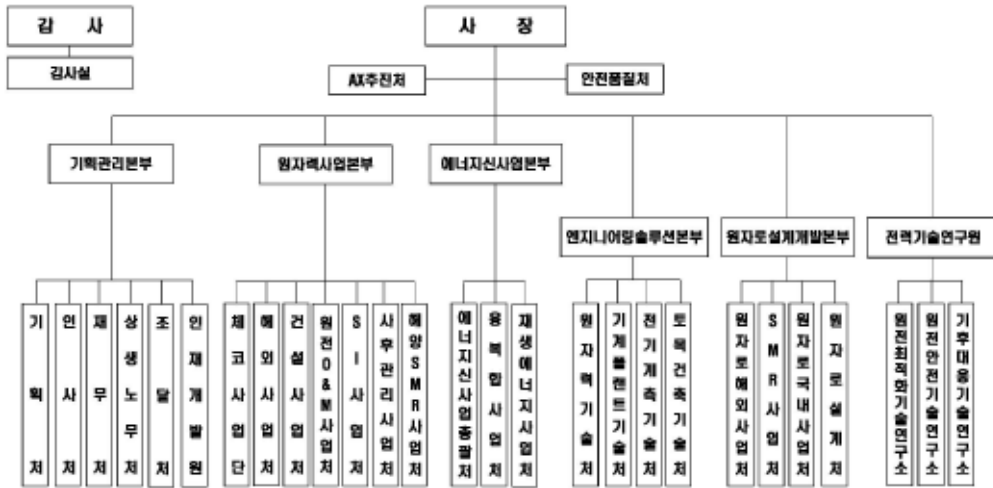 감 사
사 장
감사실
AX추진처
안전품질처
기획관리본부
원자력사업본부
에너지신사업본부
엔지니어링솔루션본부
원자로설계개발본부
전력기술연구원
기획처
인사처
재무처
상생노무처
조달처
인재개발원
체코사업단
해외사업처
건설사업처
원전O&M사업처
SI사업처
사후관리사업처
해양SMR사업처
에너지신사업총괄처
융복합사업처
재생에너지사업처
원자력기술처
기계플랜트기술처
전기계측기술처
토목건축기술처
원자로해외사업처
SMR사업처
원자로국내사업처
원자로설계처
원전최적화기술연구소
원전안전기술연구소
기후대응기술연구소